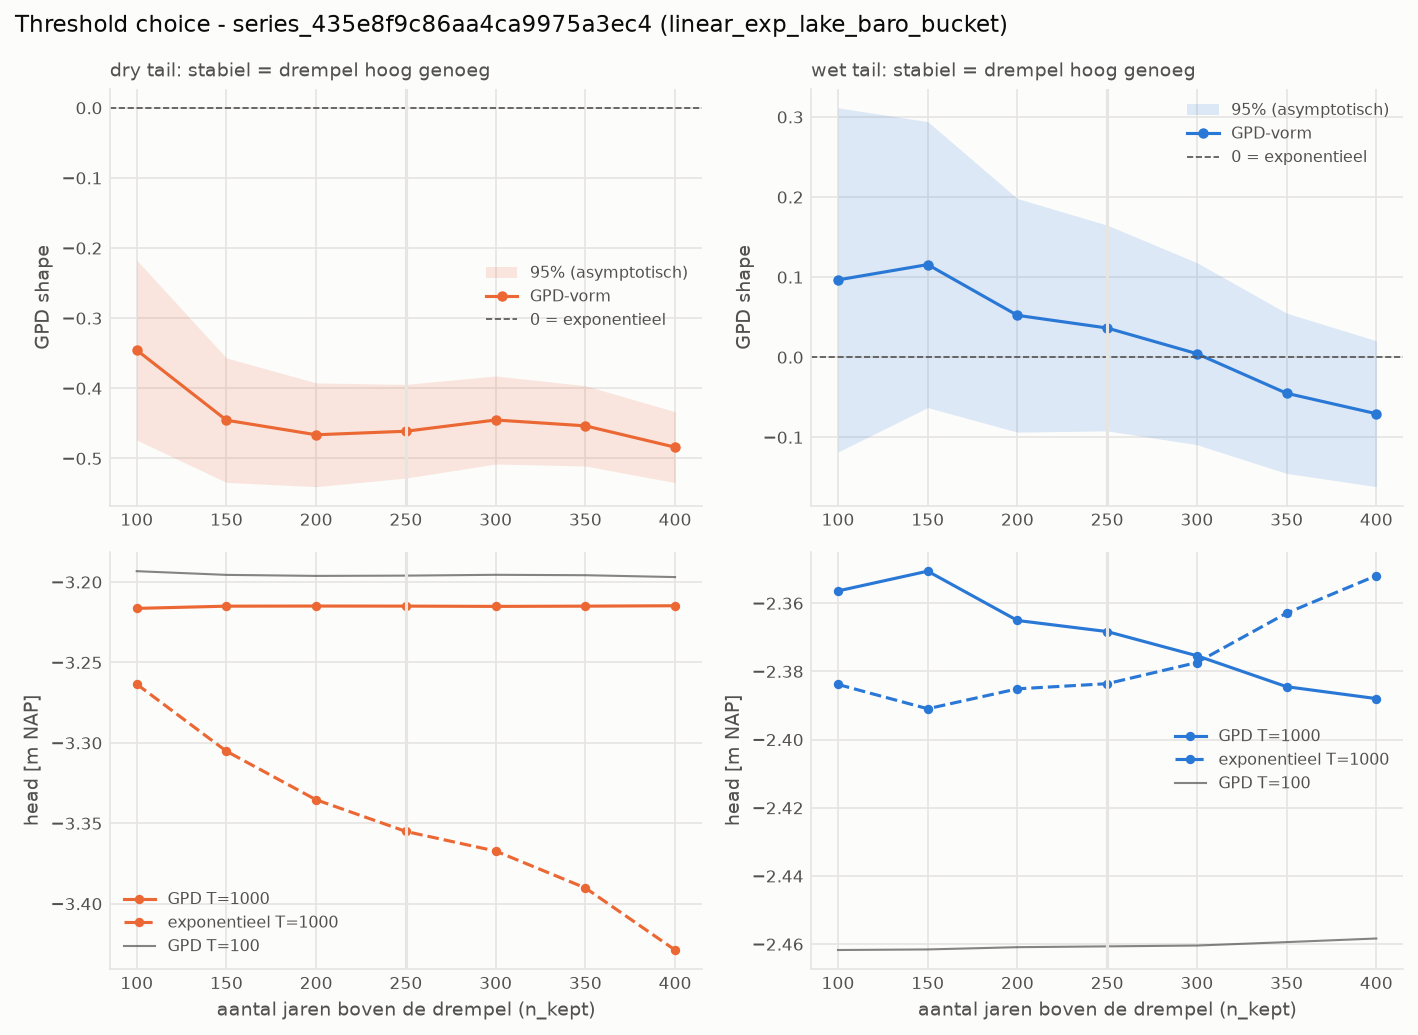 Threshold choice - series_435e8f9c86aa4ca9975a3ec4 (linear_exp_lake_baro_bucket)
dry tail: stabiel = drempel hoog genoeg
GPD shape
0.0
−0.1
−0.2
−0.3
−0.4
−0.5
95% (asymptotisch)
GPD-vorm
0 = exponentieel
100 150 200 250 300 350 400
wet tail: stabiel = drempel hoog genoeg
GPD shape
0.3
0.2
0.1
0.0
−0.1
95% (asymptotisch)
GPD-vorm
0 = exponentieel
100 150 200 250 300 350 400
head [m NAP]
−3.20
−3.25
−3.30
−3.35
−3.40
GPD T=1000
exponentieel T=1000
GPD T=100
100 150 200 250 300 350 400
aantal jaren boven de drempel (n_kept)
head [m NAP]
−2.36
−2.38
−2.40
−2.42
−2.44
−2.46
GPD T=1000
exponentieel T=1000
GPD T=100
100 150 200 250 300 350 400
aantal jaren boven de drempel (n_kept)